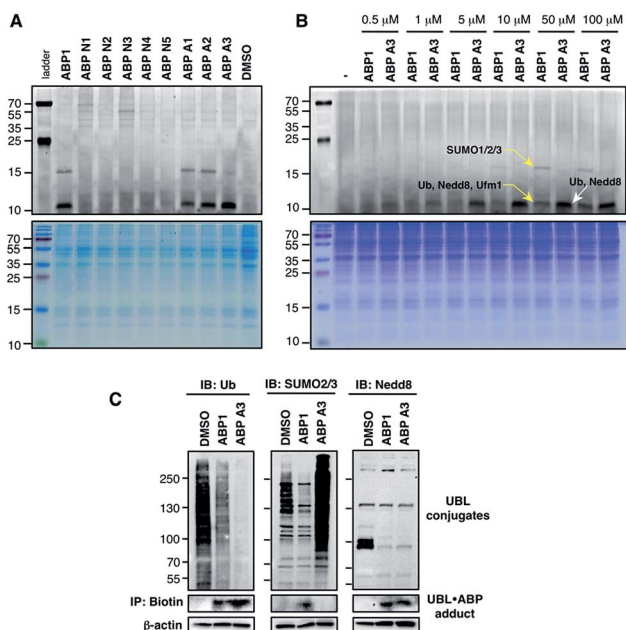 A
ladder
ABP1
ABP N1
ABP N2
ABP N3
ABP N4
ABP N5
ABP A1
ABP A2
ABP A3
DMSO
70
55
35
25
15
10
70
55
35
25
15
10
B
0.5 µM 1 µM 5 µM 10 µM 50 µM 100 µM
-
ABP1
ABP A3
ABP1
ABP A3
ABP1
ABP A3
ABP1
ABP A3
ABP1
ABP A3
ABP1
ABP A3
70
55
35
25
15
10
SUMO1/2/3
Ub, Nedd8, Ufm1
Ub, Nedd8
70
55
35
25
15
10
C
IB: Ub IB: SUMO2/3 IB: Nedd8
DMSO
ABP1
ABP A3
DMSO
ABP1
ABP A3
DMSO
ABP1
ABP A3
250
130
100
70
55
UBL
conjugates
IP: Biotin
UBL•ABP
adduct
β-actin